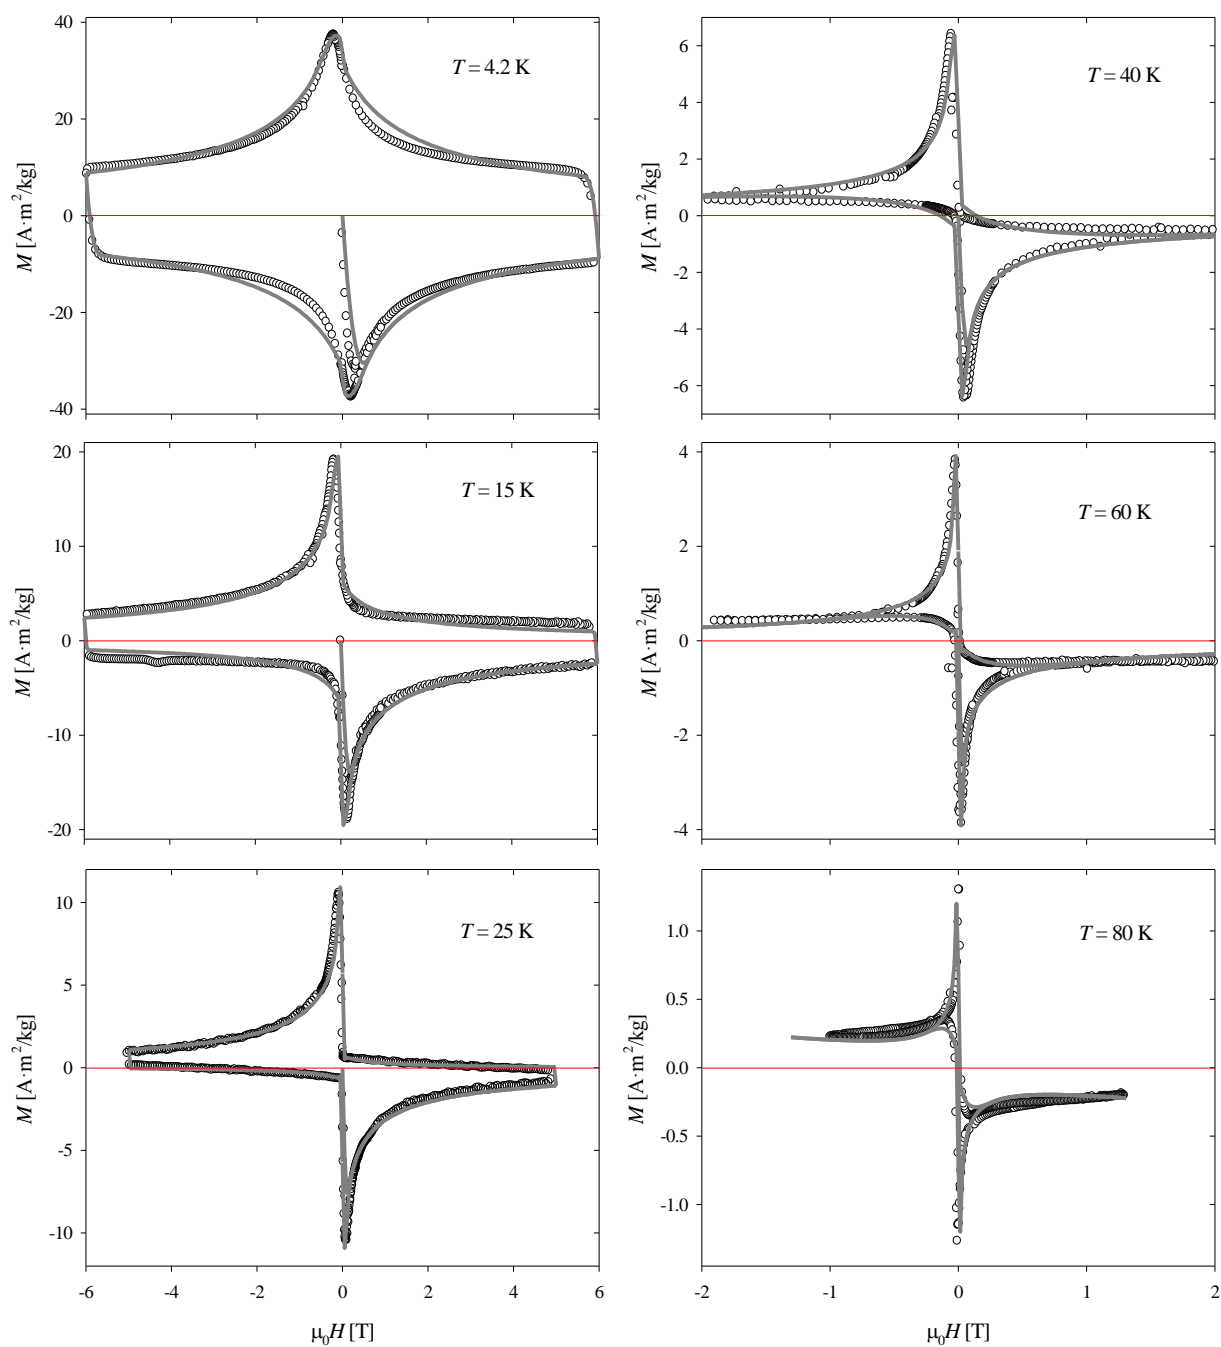 40
20
0
-20
-40
M [A·m²/kg]
T = 4.2 K
6
4
2
0
-2
-4
-6
M [A·m²/kg]
T = 40 K
20
10
0
-10
-20
M [A·m²/kg]
T = 15 K
4
2
0
-2
-4
M [A·m²/kg]
T = 60 K
10
5
0
-5
-10
M [A·m²/kg]
T = 25 K
-6 -4 -2 0 2 4 6
μ₀H [T]
1.0
0.5
0.0
-0.5
-1.0
M [A·m²/kg]
T = 80 K
-2 -1 0 1 2
μ₀H [T]